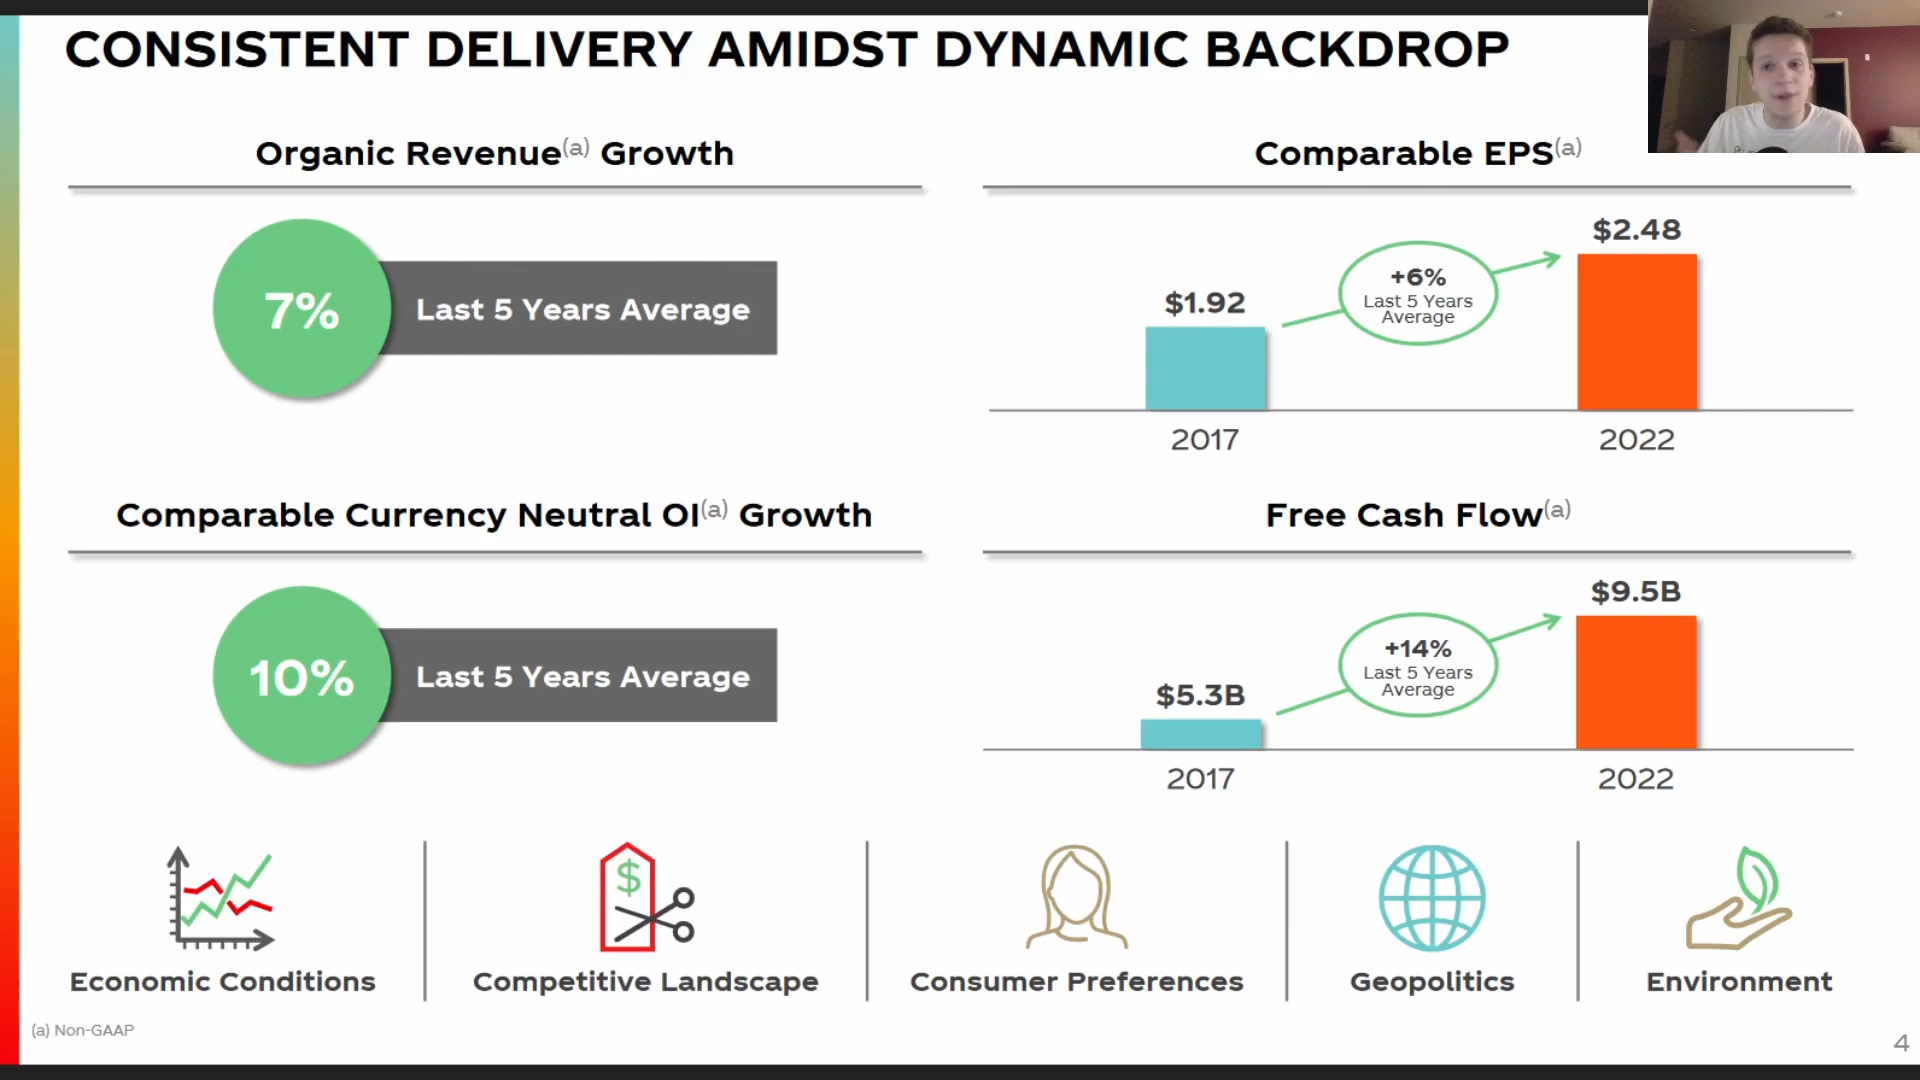 CONSISTENT DELIVERY AMIDST DYNAMIC BACKDROP
Organic Revenue(a) Growth
7%
Last 5 Years Average
Comparable EPS(a)
$1.92
+6%
Last 5 Years
Average
$2.48
2017
2022
Comparable Currency Neutral OI(a) Growth
10%
Last 5 Years Average
Free Cash Flow(a)
$5.3B
+14%
Last 5 Years
Average
$9.5B
2017
2022
$
Economic Conditions
Competitive Landscape
Consumer Preferences
Geopolitics
Environment
(a) Non-GAAP
4